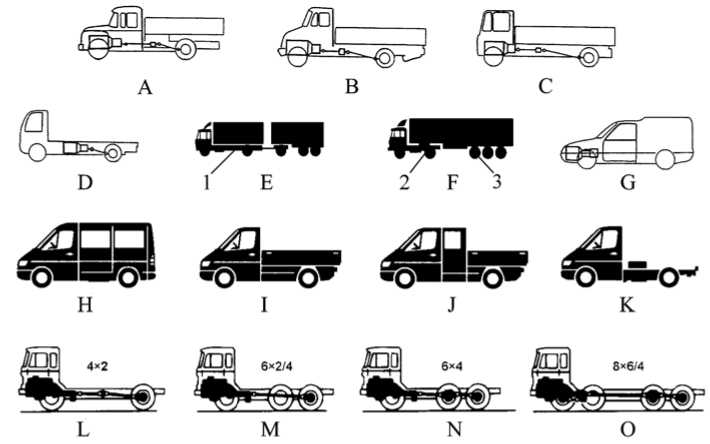 A B C
D 1 E 2 F 3 G
H I J K
4×2 6×2/4 6×4 8×6/4
L M N O